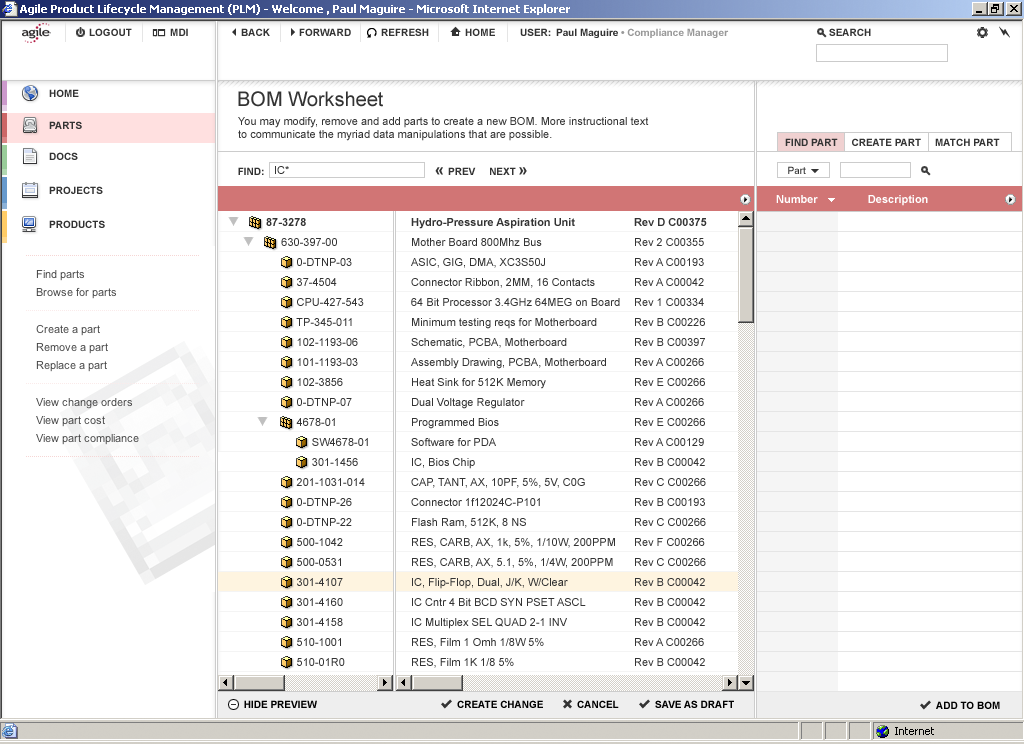 Agile Product Lifecycle Management (PLM) - Welcome , Paul Maguire - Microsoft Internet Explorer
agile LOGOUT MDI BACK FORWARD REFRESH HOME USER: Paul Maguire • Compliance Manager SEARCH
HOME
PARTS
DOCS
PROJECTS
PRODUCTS
Find parts
Browse for parts
Create a part
Remove a part
Replace a part
View change orders
View part cost
View part compliance
BOM Worksheet
You may modify, remove and add parts to create a new BOM. More instructional text
to communicate the myriad data manipulations that are possible.
FIND: IC* « PREV NEXT »
87-3278 Hydro-Pressure Aspiration Unit Rev D C00375
630-397-00 Mother Board 800Mhz Bus Rev 2 C00355
0-DTNP-03 ASIC, GIG, DMA, XC3S50J Rev A C00193
37-4504 Connector Ribbon, 2MM, 16 Contacts Rev A C00042
CPU-427-543 64 Bit Processor 3.4GHz 64MEG on Board Rev 1 C00334
TP-345-011 Minimum testing reqs for Motherboard Rev B C00226
102-1193-06 Schematic, PCBA, Motherboard Rev B C00397
101-1193-03 Assembly Drawing, PCBA, Motherboard Rev A C00266
102-3856 Heat Sink for 512K Memory Rev E C00266
0-DTNP-07 Dual Voltage Regulator Rev A C00266
4678-01 Programmed Bios Rev E C00266
SW4678-01 Software for PDA Rev A C00129
301-1456 IC, Bios Chip Rev B C00042
201-1031-014 CAP, TANT, AX, 10PF, 5%, 5V, C0G Rev C C00266
0-DTNP-26 Connector 1f12024C-P101 Rev B C00193
0-DTNP-22 Flash Ram, 512K, 8 NS Rev C C00266
500-1042 RES, CARB, AX, 1k, 5%, 1/10W, 200PPM Rev F C00266
500-0531 RES, CARB, AX, 5.1, 5%, 1/4W, 200PPM Rev C C00266
301-4107 IC, Flip-Flop, Dual, J/K, W/Clear Rev B C00042
301-4160 IC Cntr 4 Bit BCD SYN PSET ASCL Rev B C00042
301-4158 IC Multiplex SEL QUAD 2-1 INV Rev B C00042
510-1001 RES, Film 1 Omh 1/8W 5% Rev A C00266
510-01R0 RES, Film 1K 1/8 5% Rev B C00042
HIDE PREVIEW CREATE CHANGE CANCEL SAVE AS DRAFT
FIND PART CREATE PART MATCH PART
Part
Number Description
ADD TO BOM
Internet